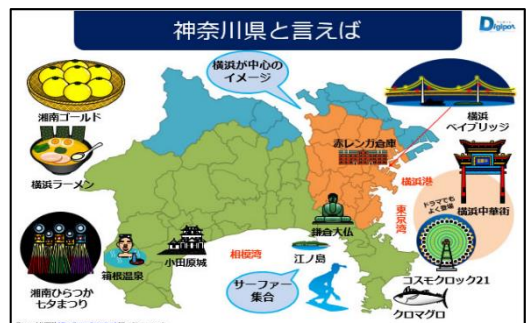 神奈川県と言えば
Digipot
横浜が中心の
イメージ
湘南ゴールド
横浜ラーメン
湘南ひらつか
七夕まつり
箱根温泉
小田原城
相模湾
赤レンガ倉庫
横浜
ベイブリッジ
横浜港
東京湾
横浜中華街
ドラマでも
よく登場
鎌倉大仏
江ノ島
サーファー
集合
コスモクロック21
クロマグロ